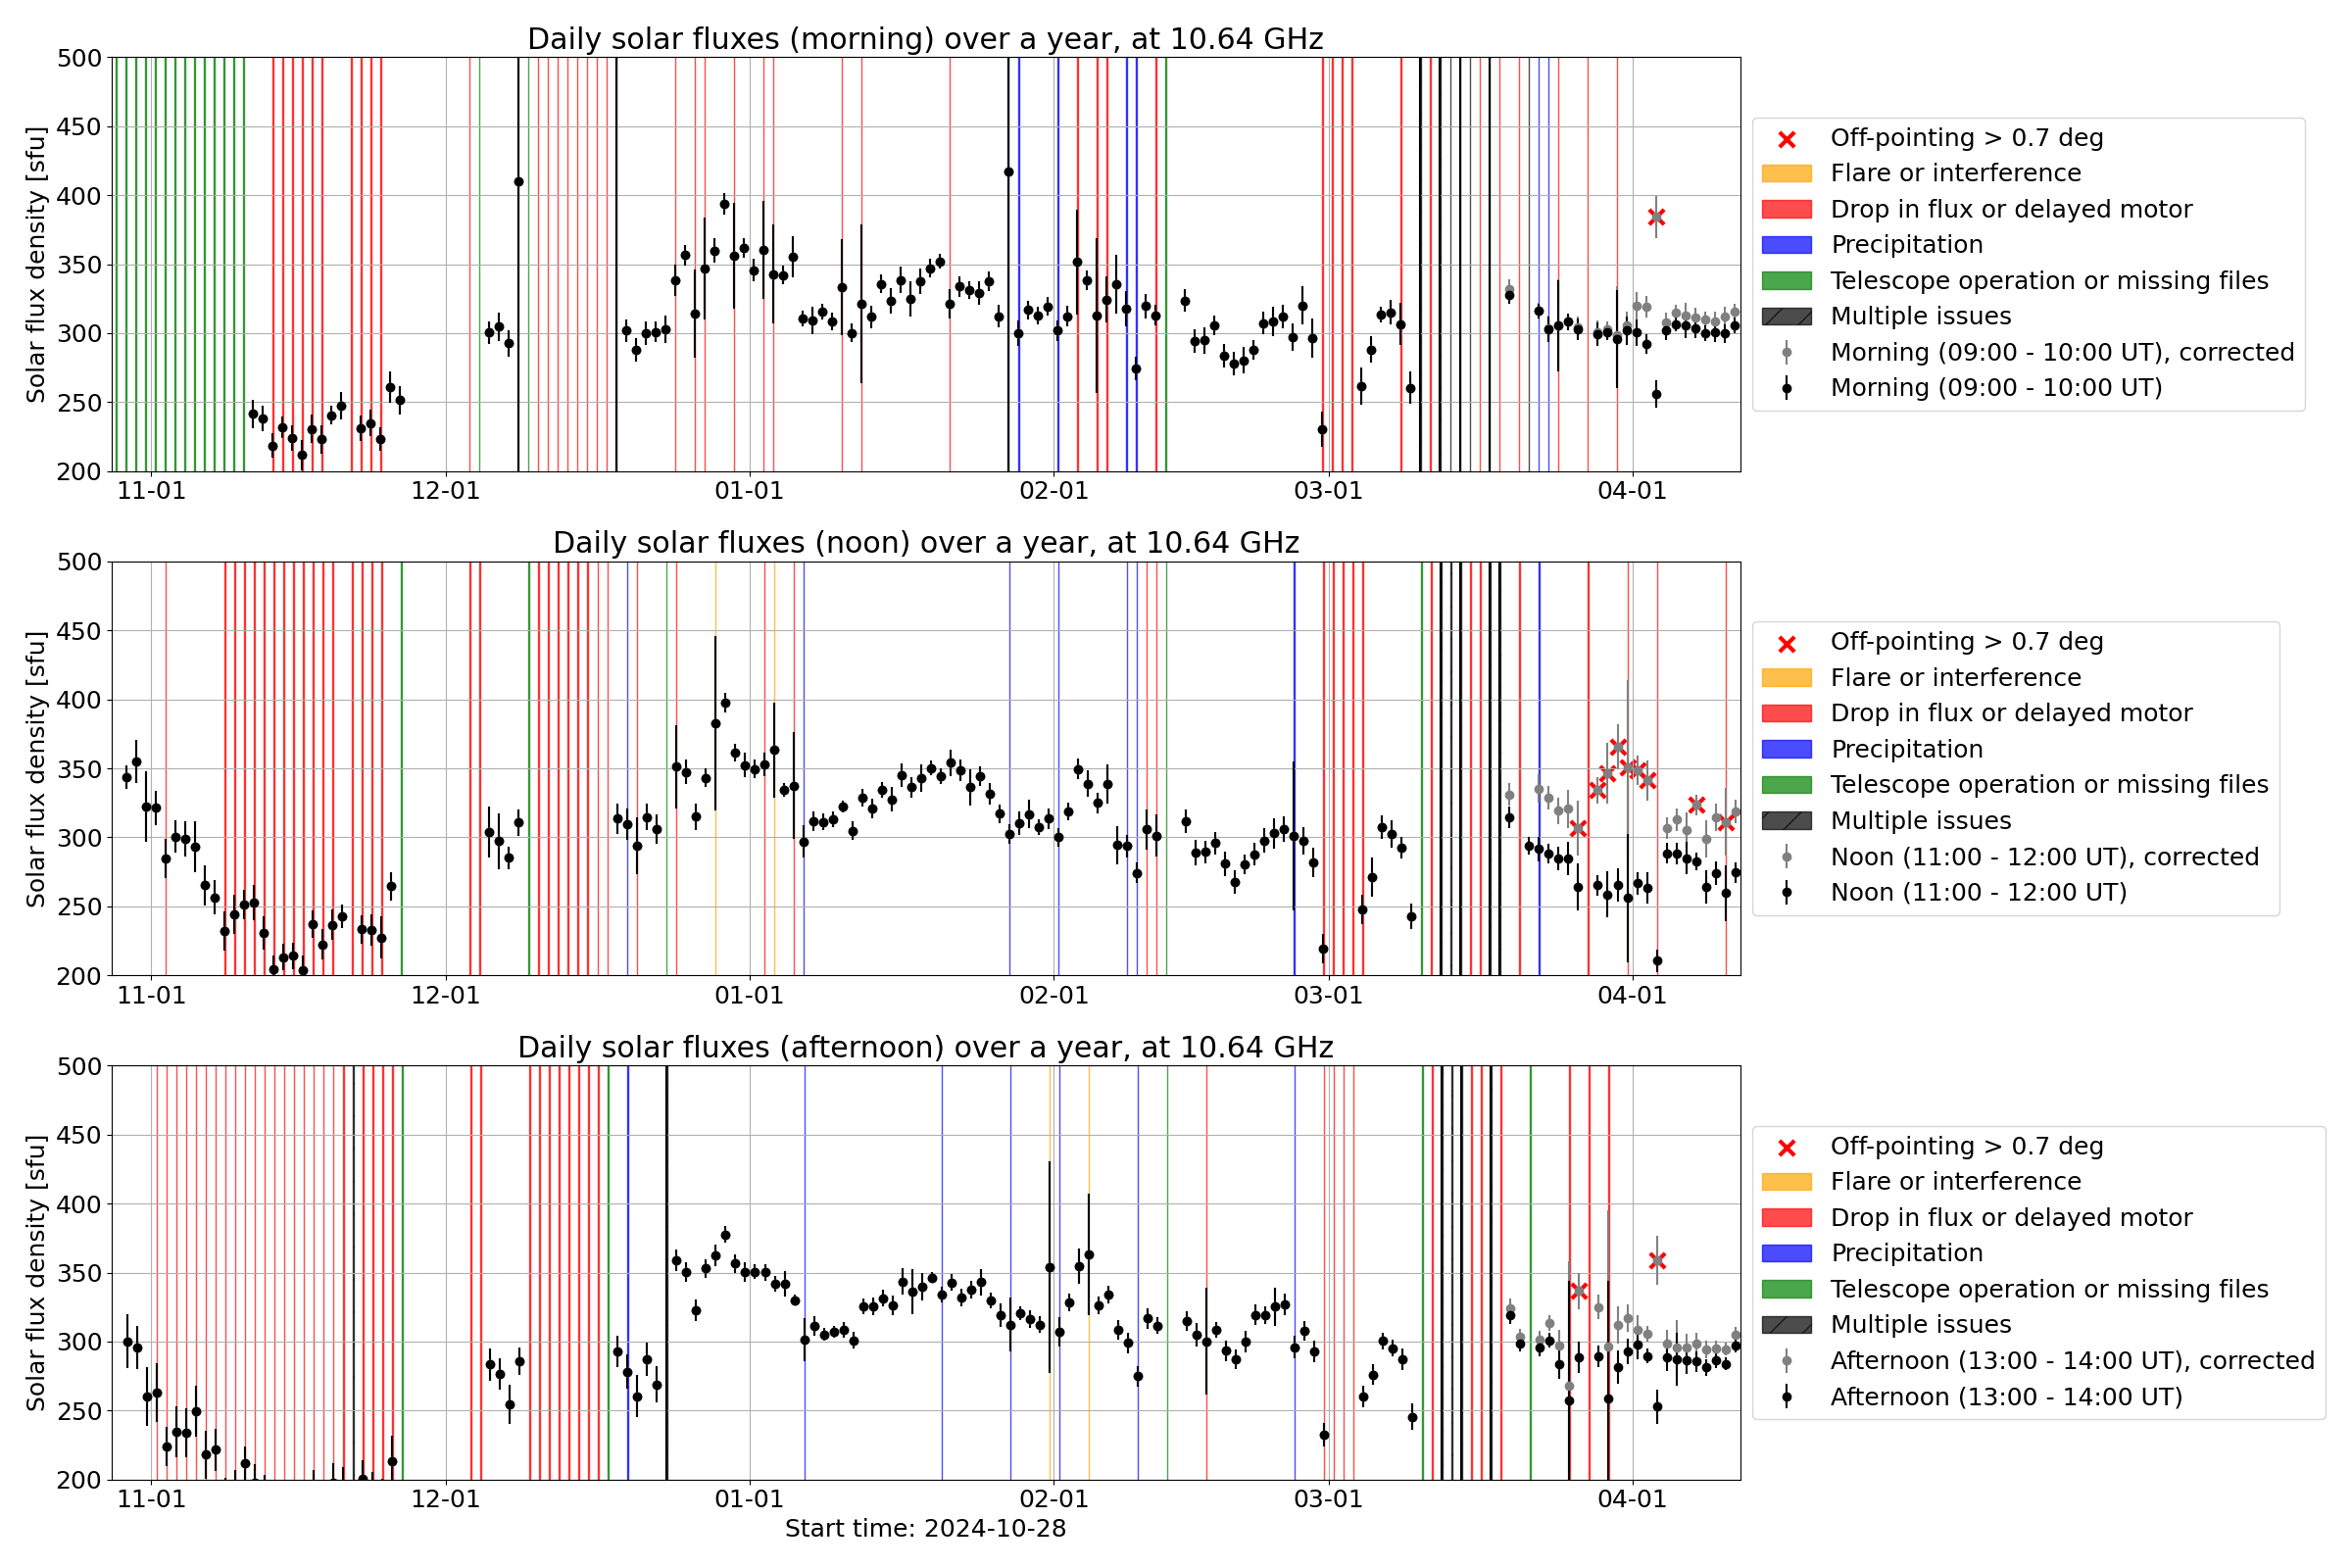 Daily solar fluxes (morning) over a year, at 10.64 GHz
Solar flux density [sfu]
500
450
400
350
300
250
200
11-01
12-01
01-01
02-01
03-01
04-01
Off-pointing > 0.7 deg
Flare or interference
Drop in flux or delayed motor
Precipitation
Telescope operation or missing files
Multiple issues
Morning (09:00 - 10:00 UT), corrected
Morning (09:00 - 10:00 UT)
Daily solar fluxes (noon) over a year, at 10.64 GHz
Solar flux density [sfu]
500
450
400
350
300
250
200
11-01
12-01
01-01
02-01
03-01
04-01
Off-pointing > 0.7 deg
Flare or interference
Drop in flux or delayed motor
Precipitation
Telescope operation or missing files
Multiple issues
Noon (11:00 - 12:00 UT), corrected
Noon (11:00 - 12:00 UT)
Daily solar fluxes (afternoon) over a year, at 10.64 GHz
Solar flux density [sfu]
500
450
400
350
300
250
200
11-01
12-01
01-01
02-01
03-01
04-01
Off-pointing > 0.7 deg
Flare or interference
Drop in flux or delayed motor
Precipitation
Telescope operation or missing files
Multiple issues
Afternoon (13:00 - 14:00 UT), corrected
Afternoon (13:00 - 14:00 UT)
Start time: 2024-10-28